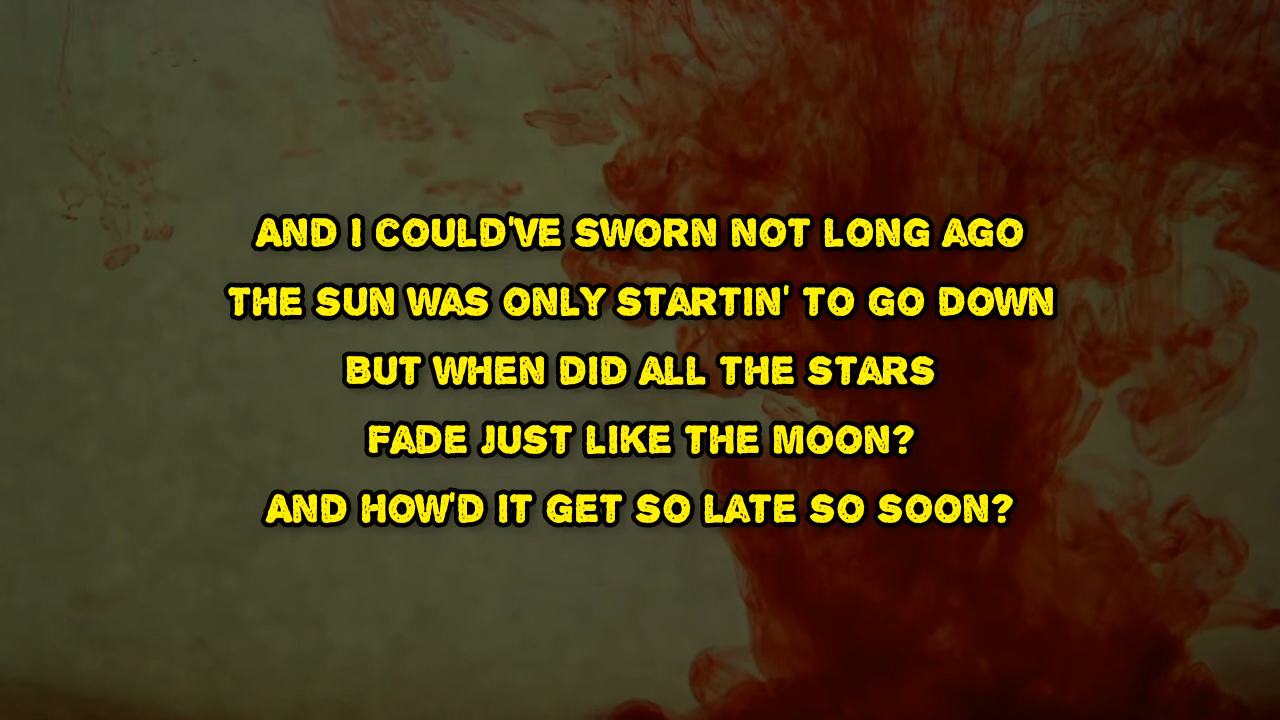 AND I COULD'VE SWORN NOT LONG AGO
THE SUN WAS ONLY STARTIN' TO GO DOWN
BUT WHEN DID ALL THE STARS
FADE JUST LIKE THE MOON?
AND HOW'D IT GET SO LATE SO SOON?